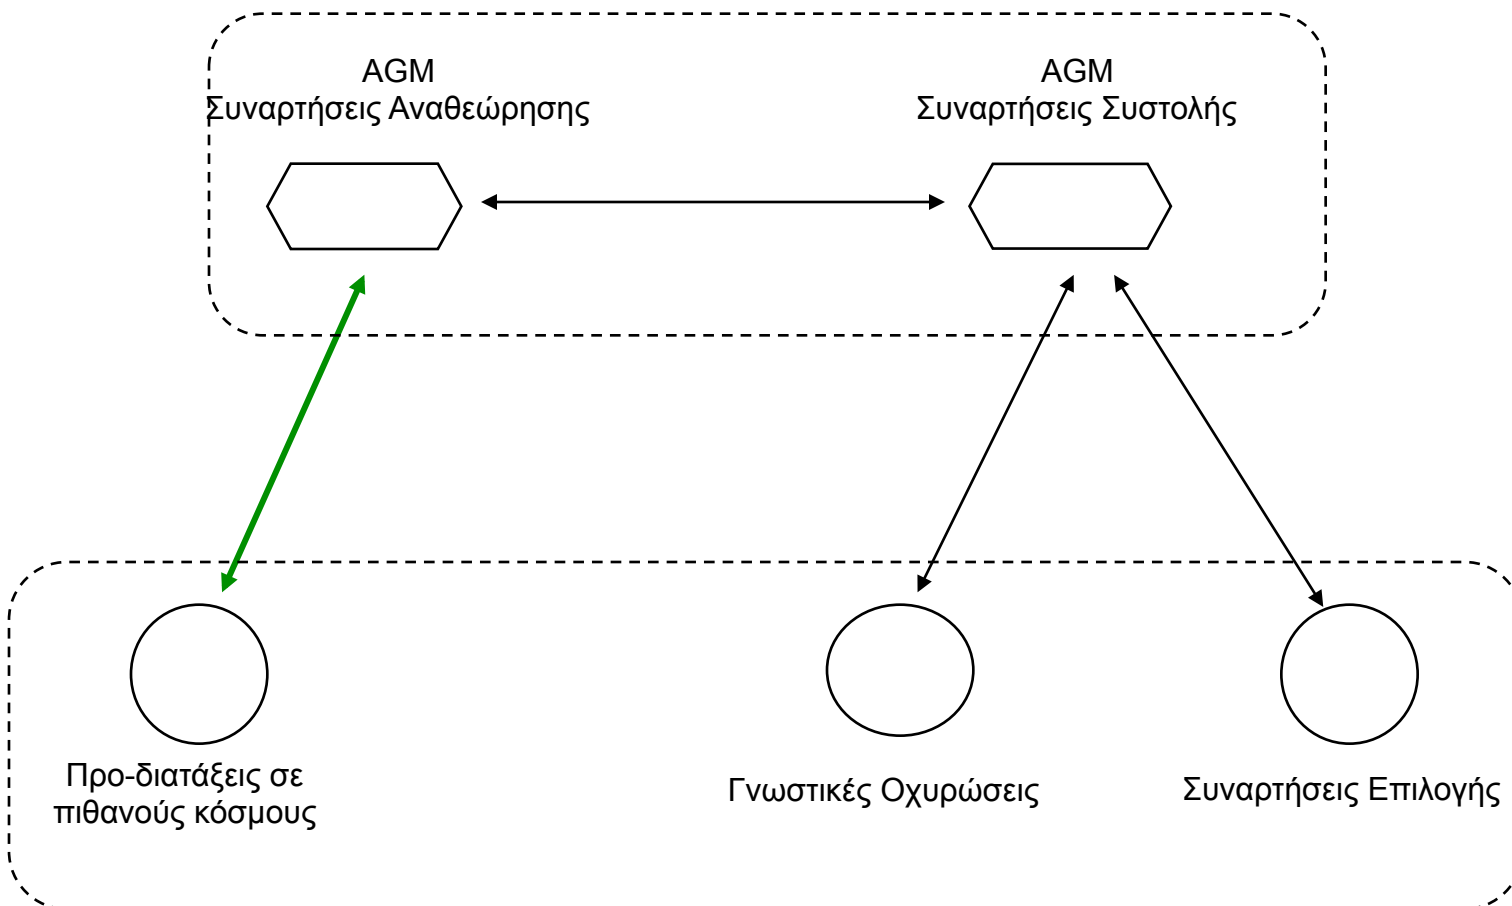 AGM
Συναρτήσεις Αναθεώρησης
AGM
Συναρτήσεις Συστολής
Προ-διατάξεις σε
πιθανούς κόσμους
Γνωστικές Οχυρώσεις
Συναρτήσεις Επιλογής